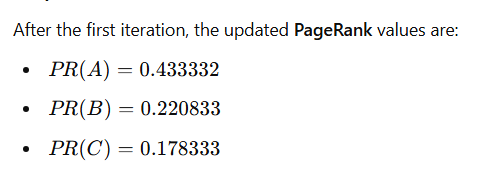 After the first iteration, the updated PageRank values are:
• PR(A) = 0.433332
• PR(B) = 0.220833
• PR(C) = 0.178333